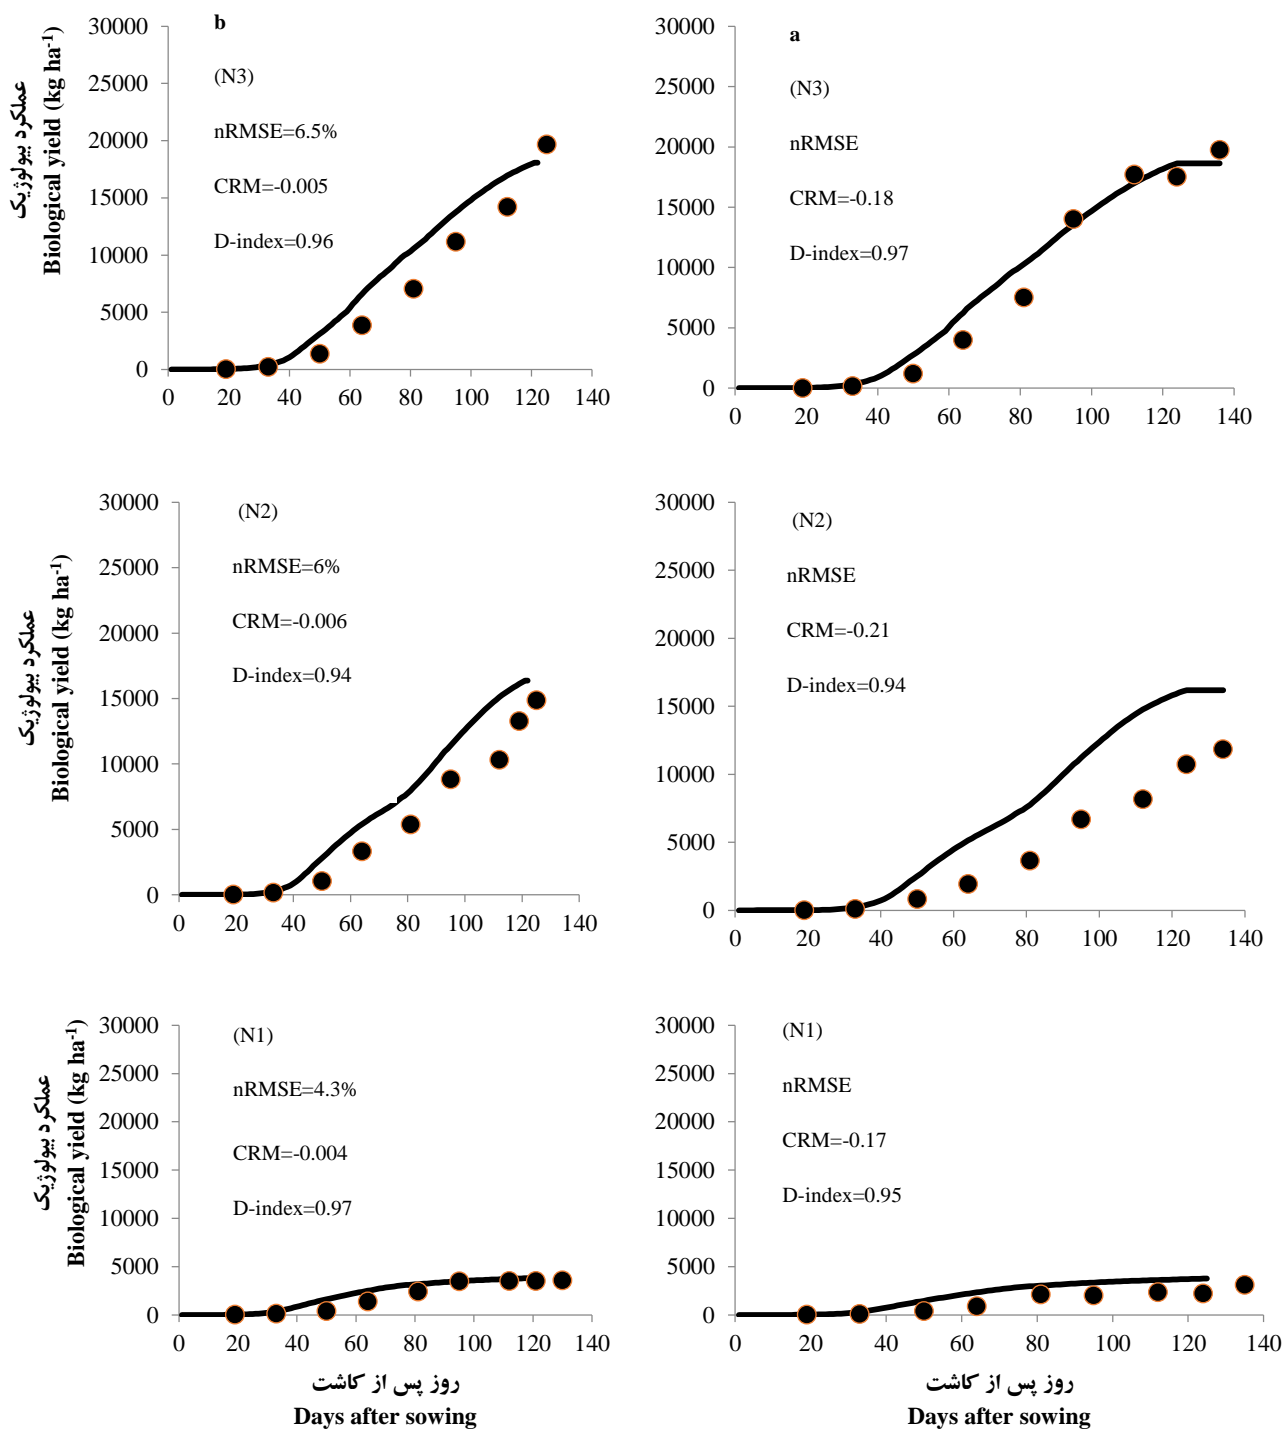 b
(N3)
nRMSE=6.5%
CRM=-0.005
D-index=0.96
عملکرد بیولوژیک
Biological yield (kg ha-1)
30000
25000
20000
15000
10000
5000
0
0 20 40 60 80 100 120 140
a
(N3)
nRMSE
CRM=-0.18
D-index=0.97
30000
25000
20000
15000
10000
5000
0
0 20 40 60 80 100 120 140
(N2)
nRMSE=6%
CRM=-0.006
D-index=0.94
عملکرد بیولوژیک
Biological yield (kg ha-1)
30000
25000
20000
15000
10000
5000
0
0 20 40 60 80 100 120 140
(N2)
nRMSE
CRM=-0.21
D-index=0.94
30000
25000
20000
15000
10000
5000
0
0 20 40 60 80 100 120 140
(N1)
nRMSE=4.3%
CRM=-0.004
D-index=0.97
عملکرد بیولوژیک
Biological yield (kg ha-1)
30000
25000
20000
15000
10000
5000
0
0 20 40 60 80 100 120 140
روز پس از کاشت
Days after sowing
(N1)
nRMSE
CRM=-0.17
D-index=0.95
30000
25000
20000
15000
10000
5000
0
0 20 40 60 80 100 120 140
روز پس از کاشت
Days after sowing